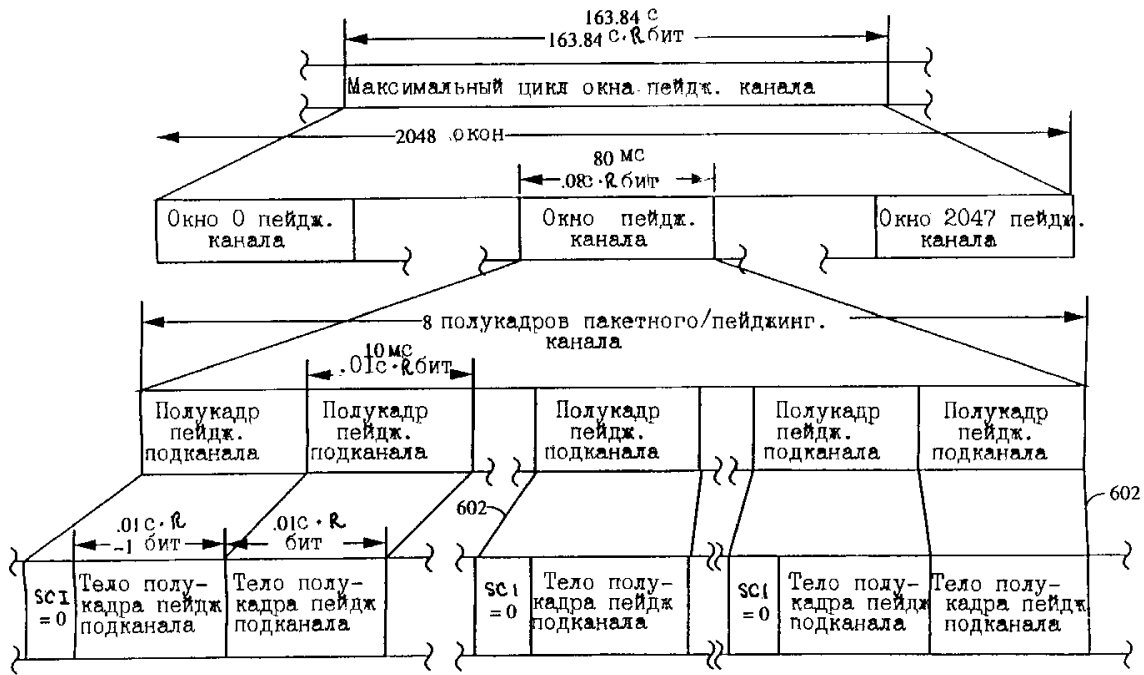 163.84 с
163.84 с·R бит
Максимальный цикл окна пейдж. канала
2048 окон
80 мс
.08с·R бит
Окно 0 пейдж.
канала
Окно пейдж.
канала
Окно 2047 пейдж.
канала
8 полукадров пакетного/пейджинг.
канала
10 мс
.01с·R бит
Полукадр
пейдж.
подканала
Полукадр
пейдж.
подканала
Полукадр
пейдж.
подканала
Полукадр
пейдж.
подканала
Полукадр
пейдж.
подканала
602
602
.01с·R
-1 бит
.01с·R
бит
SCI
=0
Тело полу-
кадра пейдж
подканала
Тело полу-
кадра пейдж
подканала
SCI
=0
Тело полу-
кадра пейдж
подканала
SCI
=0
Тело полу-
кадра пейдж
подканала
Тело полу-
кадра пейдж
подканала